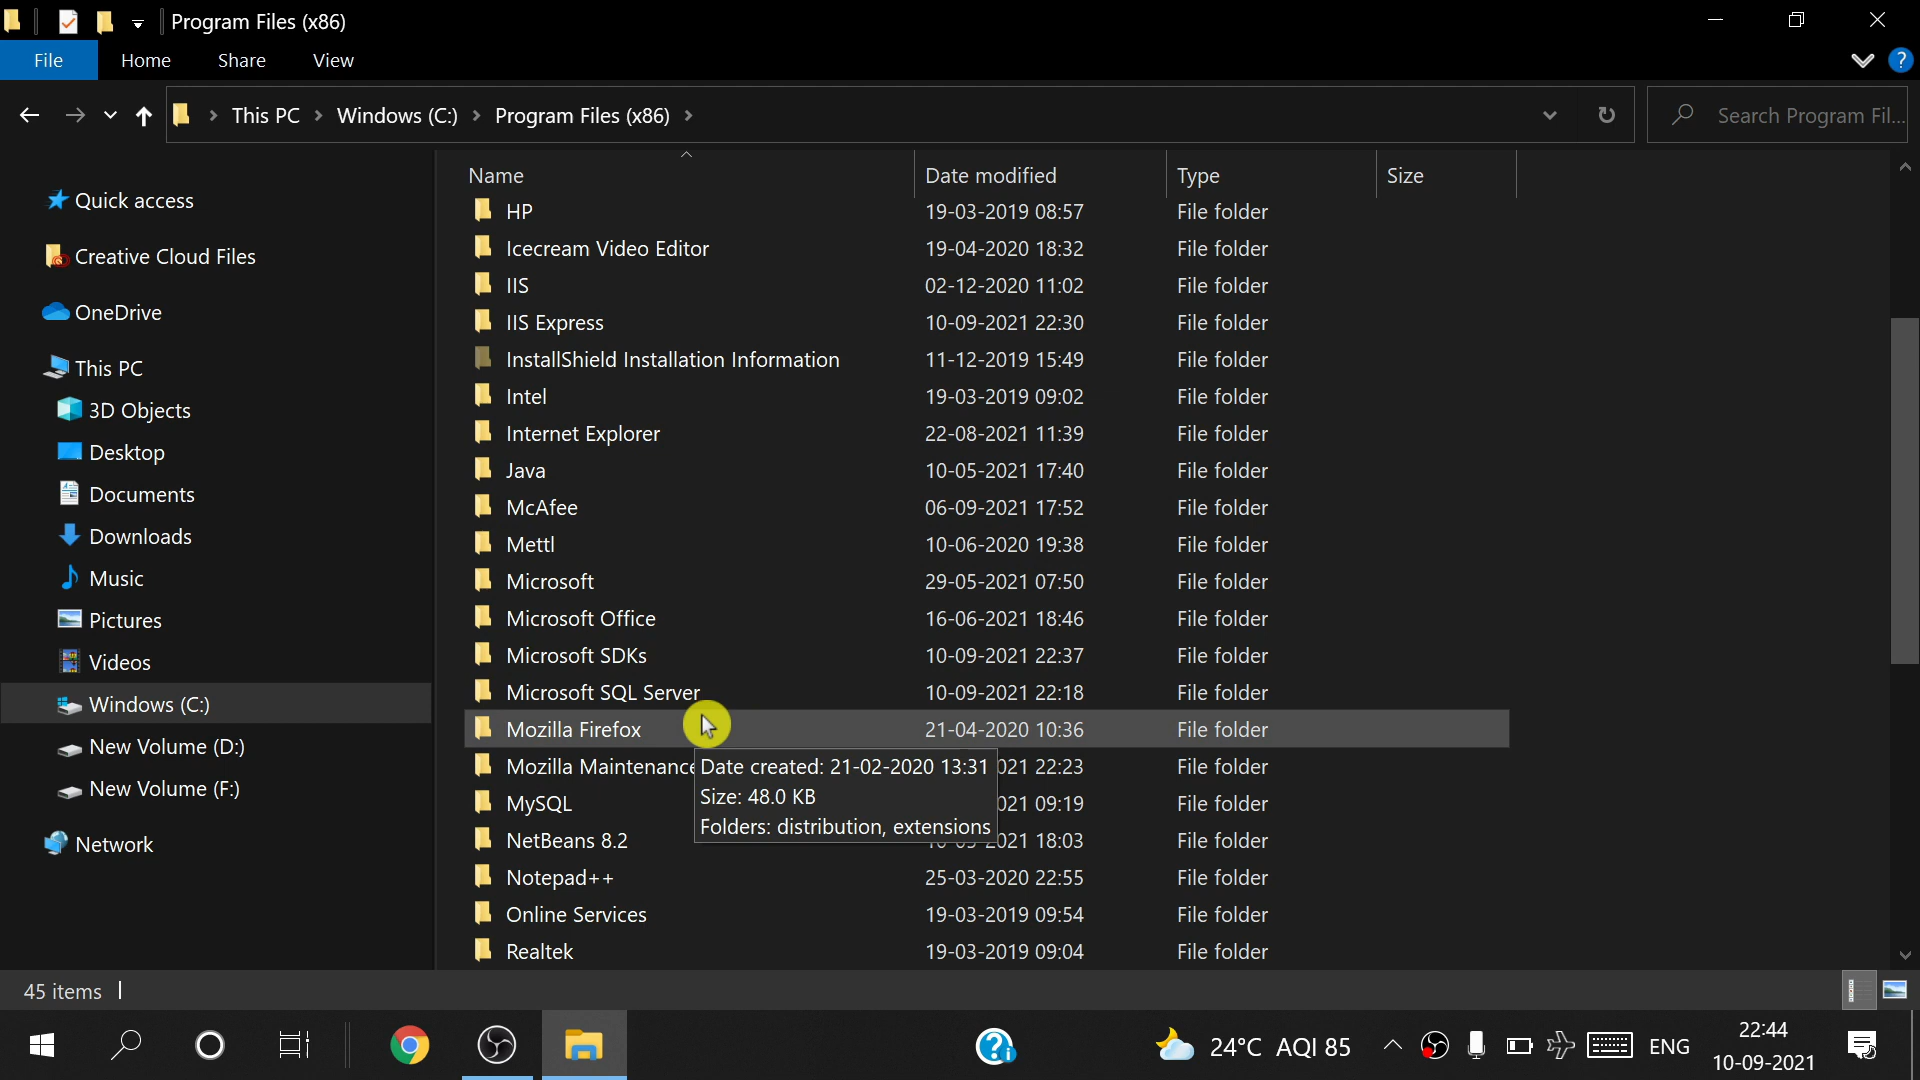 Program Files (x86)
File Home Share View
This PC > Windows (C:) > Program Files (x86) >
Search Program Fil...
Name Date modified Type Size
Quick access
Creative Cloud Files
OneDrive
This PC
3D Objects
Desktop
Documents
Downloads
Music
Pictures
Videos
Windows (C:)
New Volume (D:)
New Volume (F:)
Network
HP 19-03-2019 08:57 File folder
Icecream Video Editor 19-04-2020 18:32 File folder
IIS 02-12-2020 11:02 File folder
IIS Express 10-09-2021 22:30 File folder
InstallShield Installation Information 11-12-2019 15:49 File folder
Intel 19-03-2019 09:02 File folder
Internet Explorer 22-08-2021 11:39 File folder
Java 10-05-2021 17:40 File folder
McAfee 06-09-2021 17:52 File folder
Mettl 10-06-2020 19:38 File folder
Microsoft 29-05-2021 07:50 File folder
Microsoft Office 16-06-2021 18:46 File folder
Microsoft SDKs 10-09-2021 22:37 File folder
Microsoft SQL Server 10-09-2021 22:18 File folder
Mozilla Firefox 21-04-2020 10:36 File folder
Mozilla Maintenance 021 22:23 File folder
MySQL 021 09:19 File folder
NetBeans 8.2 2021 18:03 File folder
Notepad++ 25-03-2020 22:55 File folder
Online Services 19-03-2019 09:54 File folder
Realtek 19-03-2019 09:04 File folder
Date created: 21-02-2020 13:31
Size: 48.0 KB
Folders: distribution, extensions
45 items
24°C AQI 85
ENG
22:44
10-09-2021